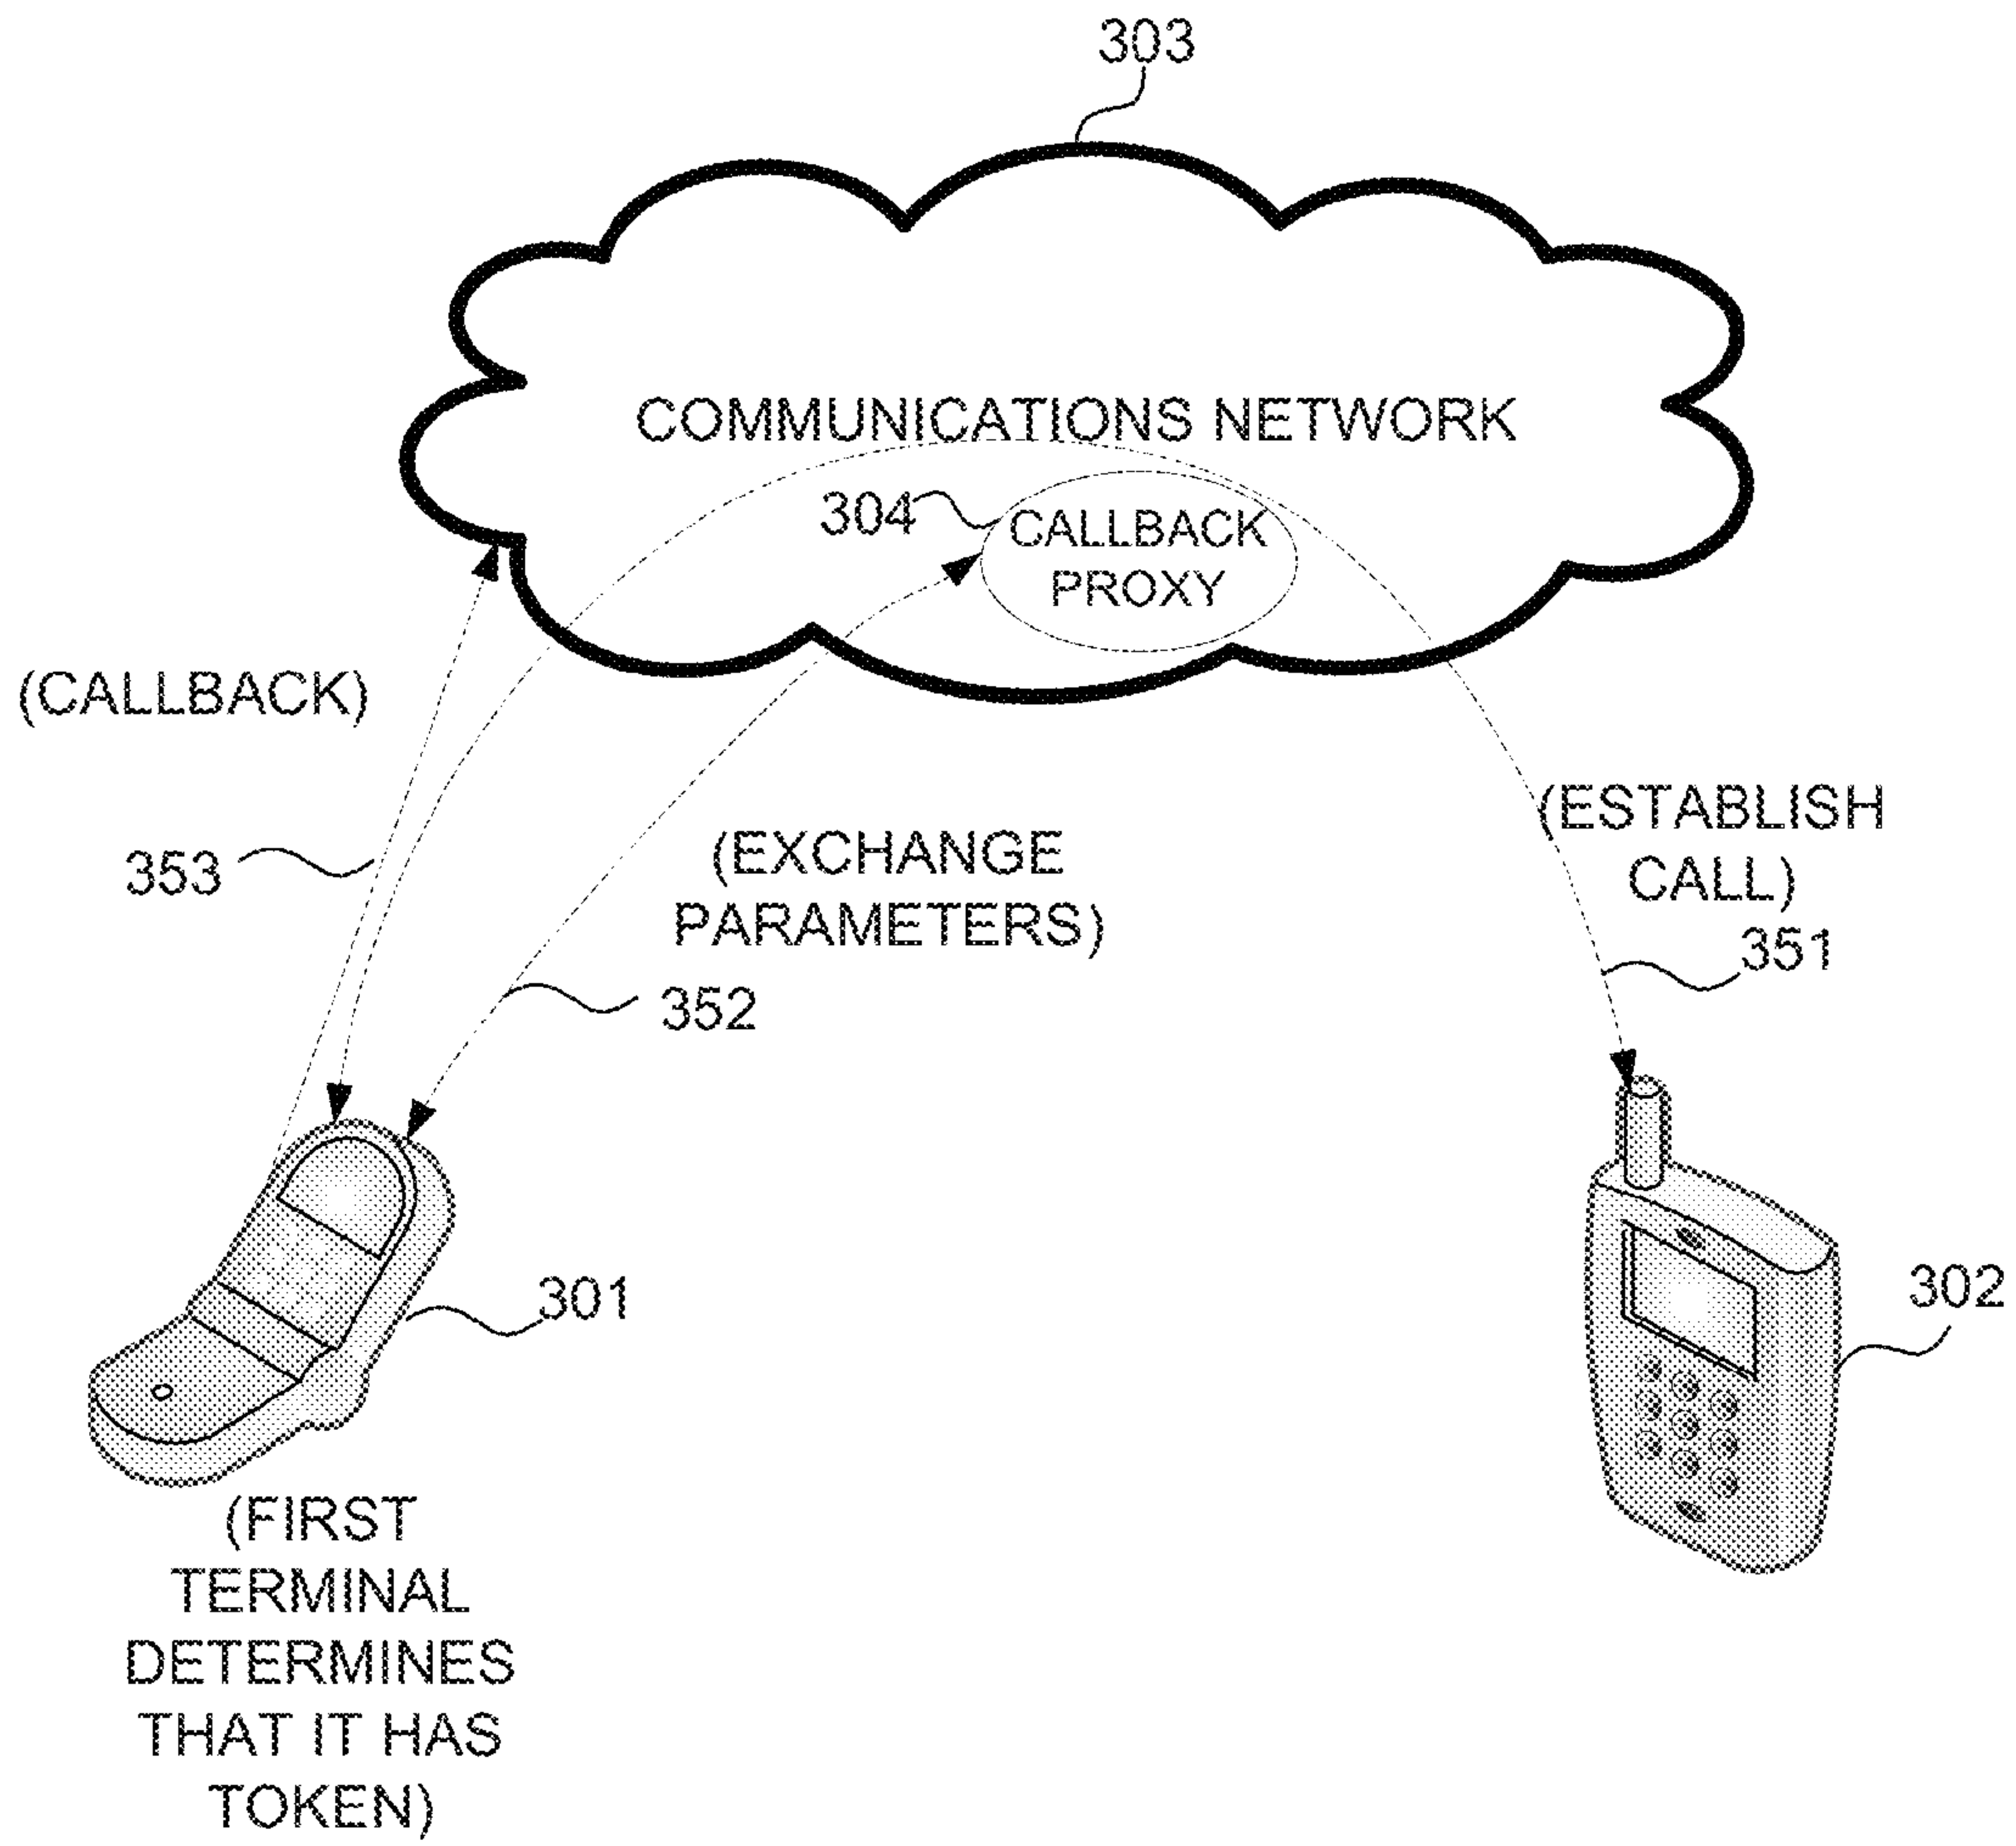 303
COMMUNICATIONS NETWORK
304
CALLBACK
PROXY
(CALLBACK)
353
(EXCHANGE
PARAMETERS)
352
(ESTABLISH
CALL)
351
301
302
(FIRST
TERMINAL
DETERMINES
THAT IT HAS
TOKEN)